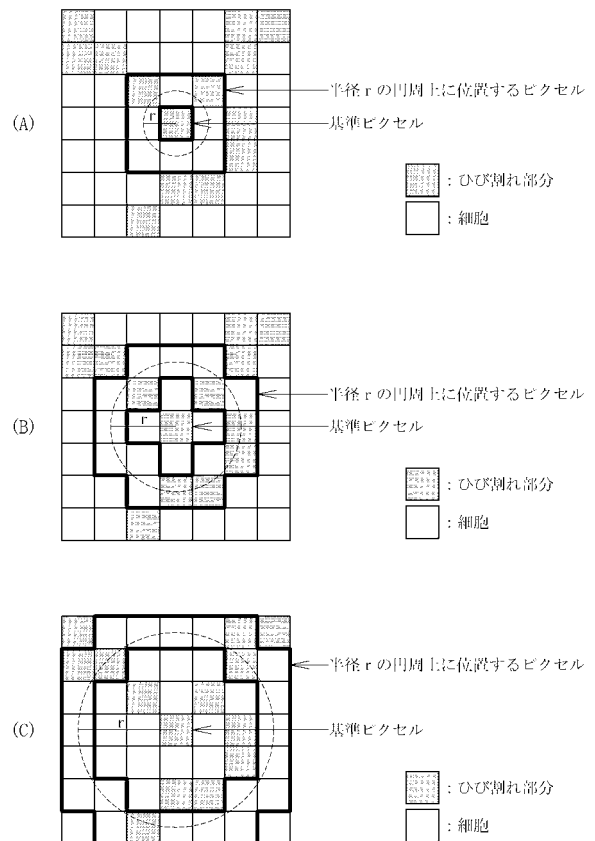 半径rの円周上に位置するピクセル
r
(A)
基準ピクセル
:ひび割れ部分
:細胞
半径rの円周上に位置するピクセル
r
(B)
基準ピクセル
:ひび割れ部分
:細胞
半径rの円周上に位置するピクセル
r
(C)
基準ピクセル
:ひび割れ部分
:細胞